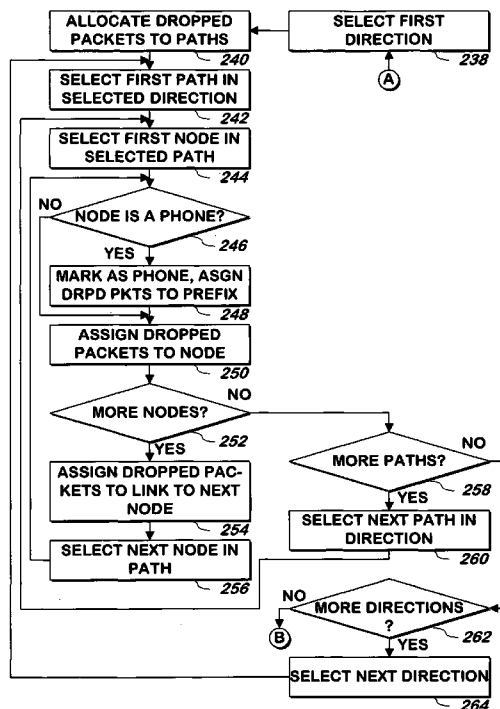 ALLOCATE DROPPED
PACKETS TO PATHS
240
SELECT FIRST
DIRECTION
238
A
SELECT FIRST PATH IN
SELECTED DIRECTION
242
SELECT FIRST NODE IN
SELECTED PATH
244
NO
NODE IS A PHONE?
246
YES
MARK AS PHONE, ASGN
DRPD PKTS TO PREFIX
248
ASSIGN DROPPED
PACKETS TO NODE
250
NO
MORE NODES?
252
YES
ASSIGN DROPPED PAC-
KETS TO LINK TO NEXT
NODE
254
SELECT NEXT NODE IN
PATH
256
NO
MORE PATHS?
258
YES
SELECT NEXT PATH IN
DIRECTION
260
NO
MORE DIRECTIONS
?
262
B
YES
SELECT NEXT DIRECTION
264